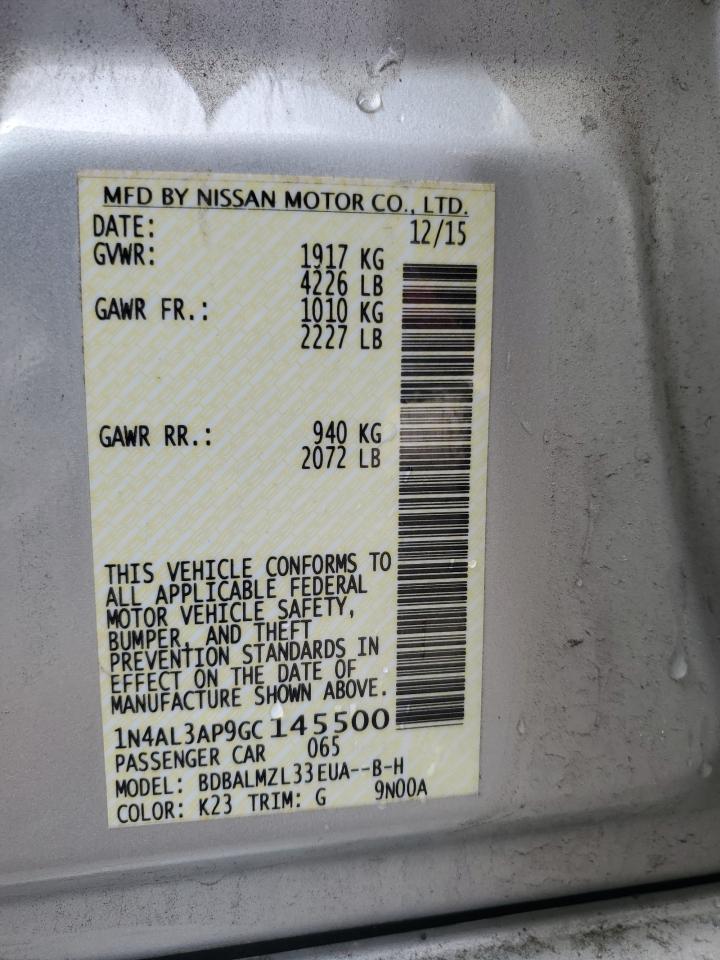 MFD BY NISSAN MOTOR CO., LTD.
DATE: 12/15
GVWR: 1917 KG
4226 LB
GAWR FR.: 1010 KG
2227 LB
GAWR RR.: 940 KG
2072 LB
THIS VEHICLE CONFORMS TO
ALL APPLICABLE FEDERAL
MOTOR VEHICLE SAFETY,
BUMPER, AND THEFT
PREVENTION STANDARDS IN
EFFECT ON THE DATE OF
MANUFACTURE SHOWN ABOVE.
1N4AL3AP9GC145500
PASSENGER CAR 065
MODEL: BDBALMZL33EUA--B-H
COLOR: K23 TRIM: G 9N00A